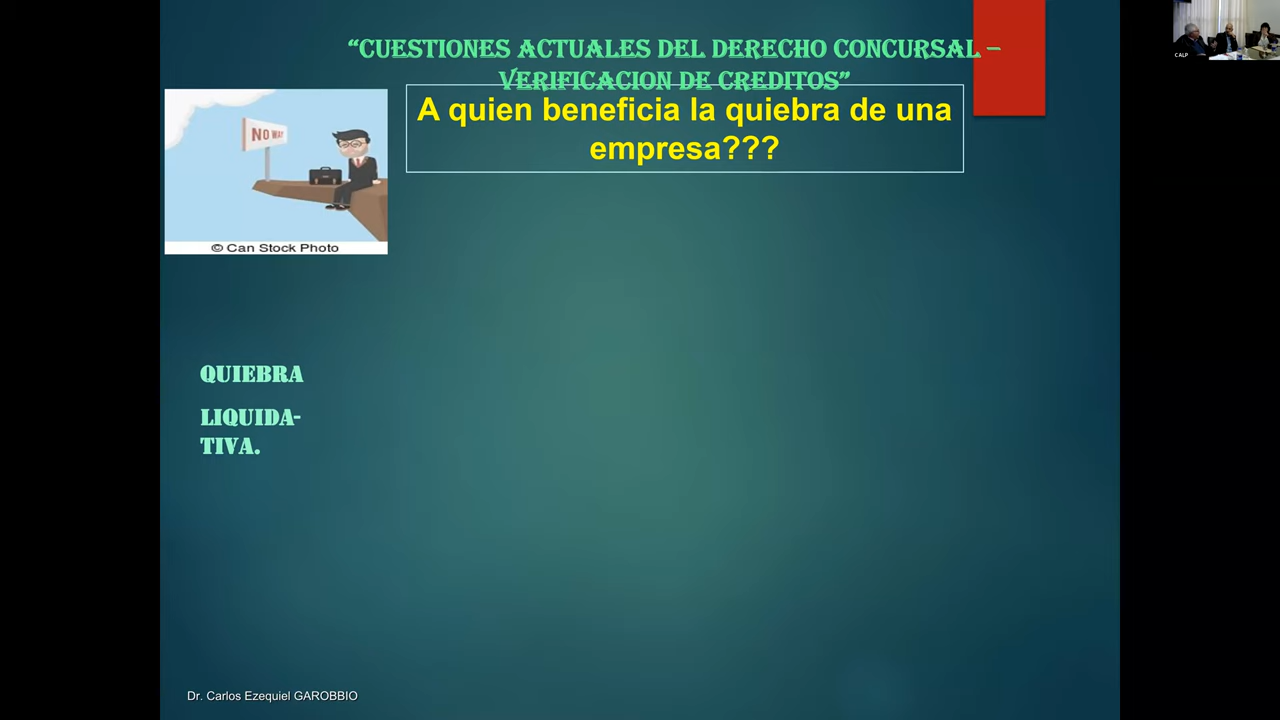 “CUESTIONES ACTUALES DEL DERECHO CONCURSAL –
VERIFICACION DE CREDITOS”
A quien beneficia la quiebra de una
empresa???
NO WAY
© Can Stock Photo
QUIEBRA
LIQUIDA-
TIVA.
Dr. Carlos Ezequiel GAROBBIO
CALP